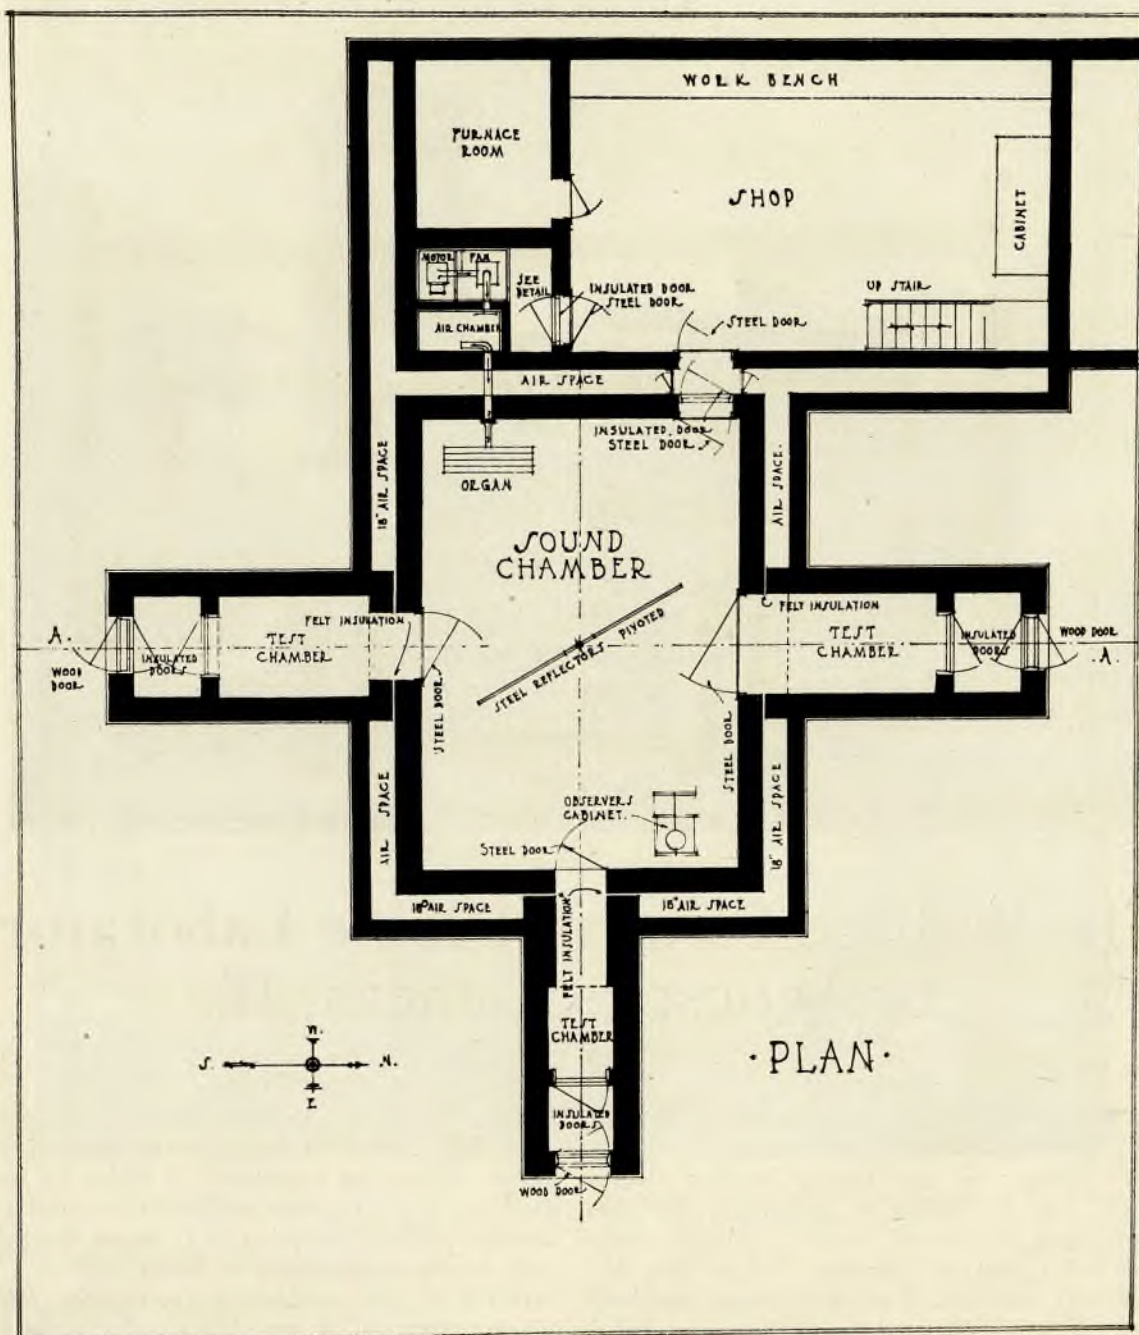 WORK BENCH
FURNACE
ROOM
SHOP
CABINET
MOTOR
FAN
SEE
DETAIL
INSULATED DOOR
STEEL DOOR
UP STAIR
AIR CHAMBER
STEEL DOOR
AIR SPACE
INSULATED DOOR
STEEL DOOR
ORGAN
18" AIR SPACE
AIR SPACE
SOUND
CHAMBER
FELT INSULATION
FELT INSULATION
PIVOTED
STEEL REFLECTORS
A.
WOOD
DOOR
INSULATED
DOORS
TEST
CHAMBER
TEST
CHAMBER
INSULATED
DOORS
WOOD DOOR
A.
STEEL DOOR
STEEL DOOR
AIR SPACE
18" AIR SPACE
OBSERVERS
CABINET.
STEEL DOOR
18" AIR SPACE
18" AIR SPACE
FELT INSULATION
TEST
CHAMBER
INSULATED
DOORS
WOOD DOOR
W.
S.
N.
E
· PLAN ·